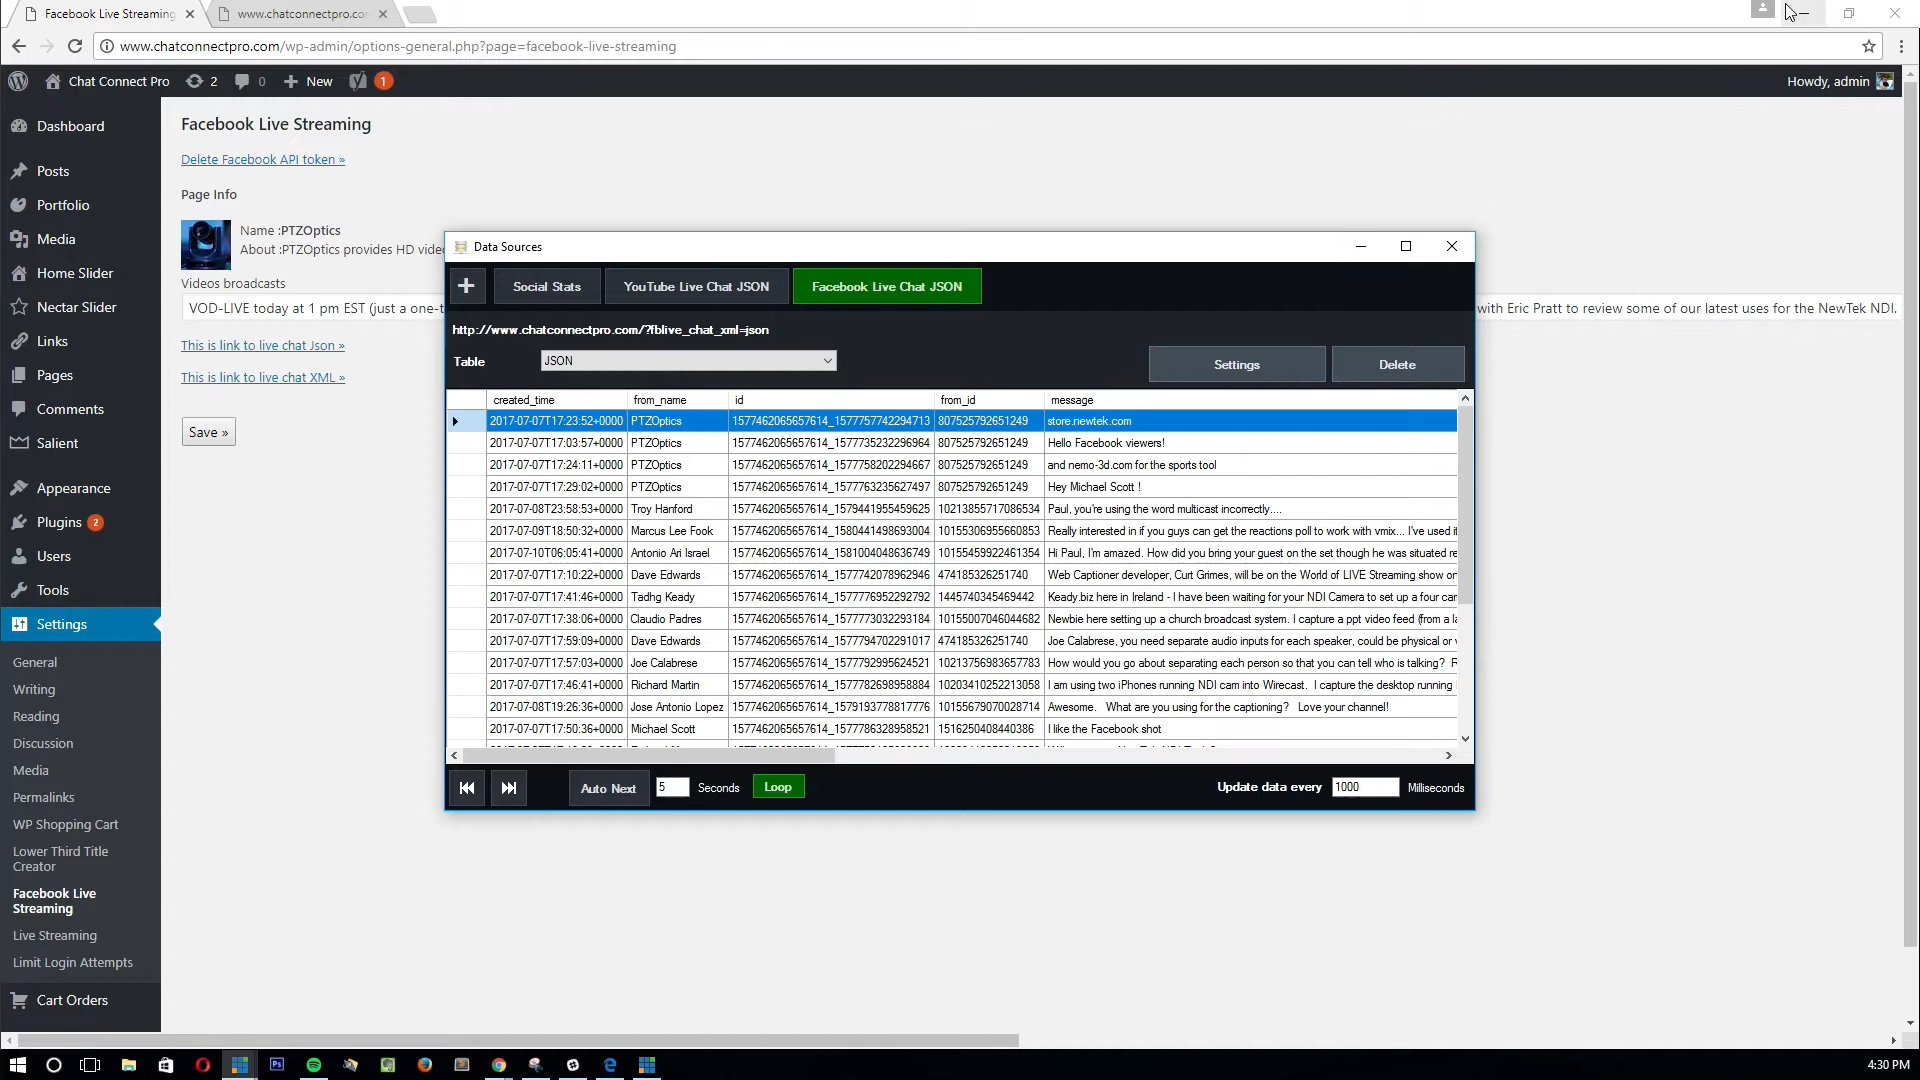 Facebook Live Streaming
www.chatconnectpro.co
www.chatconnectpro.com/wp-admin/options-general.php?page=facebook-live-streaming
Chat Connect Pro 2 0 New 1
Howdy, admin
Dashboard
Posts
Portfolio
Media
Home Slider
Nectar Slider
Links
Pages
Comments
Salient
Appearance
Plugins 2
Users
Tools
Settings
General
Writing
Reading
Discussion
Media
Permalinks
WP Shopping Cart
Lower Third Title
Creator
Facebook Live
Streaming
Live Streaming
Limit Login Attempts
Cart Orders
Facebook Live Streaming
Delete Facebook API token »
Page Info
Name :PTZOptics
About :PTZOptics provides HD vide
Videos broadcasts
VOD-LIVE today at 1 pm EST (just a one-t
with Eric Pratt to review some of our latest uses for the NewTek NDI.
This is link to live chat Json »
This is link to live chat XML »
Save »
Data Sources
Social Stats YouTube Live Chat JSON Facebook Live Chat JSON
http://www.chatconnectpro.com/?fblive_chat_xml=json
Table JSON Settings Delete
created_time from_name id from_id message
2017-07-07T17:23:52+0000 PTZOptics 1577462065657614_1577757742294713 807525792651249 store.newtek.com
2017-07-07T17:03:57+0000 PTZOptics 1577462065657614_1577735232296964 807525792651249 Hello Facebook viewers!
2017-07-07T17:24:11+0000 PTZOptics 1577462065657614_1577758202294667 807525792651249 and nemo-3d.com for the sports tool
2017-07-07T17:29:02+0000 PTZOptics 1577462065657614_1577763235627497 807525792651249 Hey Michael Scott !
2017-07-08T23:58:53+0000 Troy Hanford 1577462065657614_1579441955459625 10213855717086534 Paul, you're using the word multicast incorrectly....
2017-07-09T18:50:32+0000 Marcus Lee Fook 1577462065657614_1580441498693004 10155306955660853 Really interested in if you guys can get the reactions poll to work with vmix... I've used i
2017-07-10T06:05:41+0000 Antonio Ari Israel 1577462065657614_1581004048636749 10155459922461354 Hi Paul, I'm amazed. How did you bring your guest on the set though he was situated re
2017-07-07T17:10:22+0000 Dave Edwards 1577462065657614_1577742078962946 474185326251740 Web Captioner developer, Curt Grimes, will be on the World of LIVE Streaming show on
2017-07-07T17:41:46+0000 Tadhg Keady 1577462065657614_1577776952292792 1445740345469442 Keady.biz here in Ireland - I have been waiting for your NDI Camera to set up a four car
2017-07-07T17:38:06+0000 Claudio Padres 1577462065657614_1577773032293184 10155007046044682 Newbie here setting up a church broadcast system. I capture a ppt video feed (from a la
2017-07-07T17:59:09+0000 Dave Edwards 1577462065657614_1577794702291017 474185326251740 Joe Calabrese, you need separate audio inputs for each speaker, could be physical or v
2017-07-07T17:57:03+0000 Joe Calabrese 1577462065657614_1577792995624521 10213756983657783 How would you go about separating each person so that you can tell who is talking? R
2017-07-07T17:46:41+0000 Richard Martin 1577462065657614_1577782698958884 10203410252213058 I am using two iPhones running NDI cam into Wirecast. I capture the desktop running
2017-07-08T19:26:36+0000 Jose Antonio Lopez 1577462065657614_1579193778817776 10155679070028714 Awesome. What are you using for the captioning? Love your channel!
2017-07-07T17:50:36+0000 Michael Scott 1577462065657614_1577786328958521 1516250408440386 I like the Facebook shot
Auto Next 5 Seconds Loop Update data every 1000 Milliseconds
4:30 PM